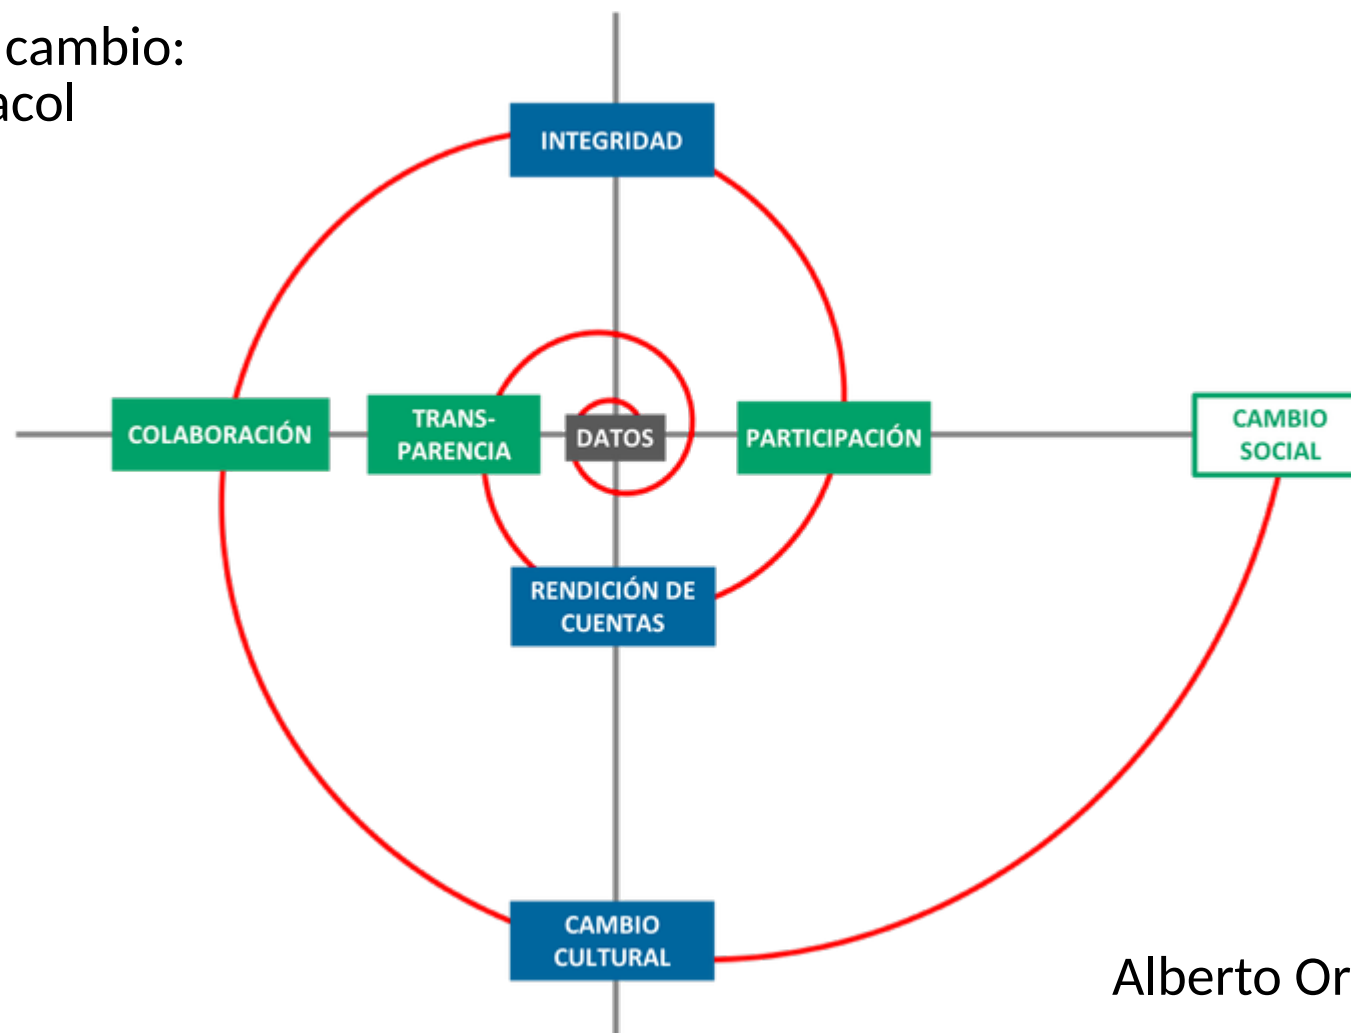 cambio:
acol
INTEGRIDAD
COLABORACIÓN
TRANS-
PARENCIA
DATOS
PARTICIPACIÓN
CAMBIO
SOCIAL
RENDICIÓN DE
CUENTAS
CAMBIO
CULTURAL
Alberto Or